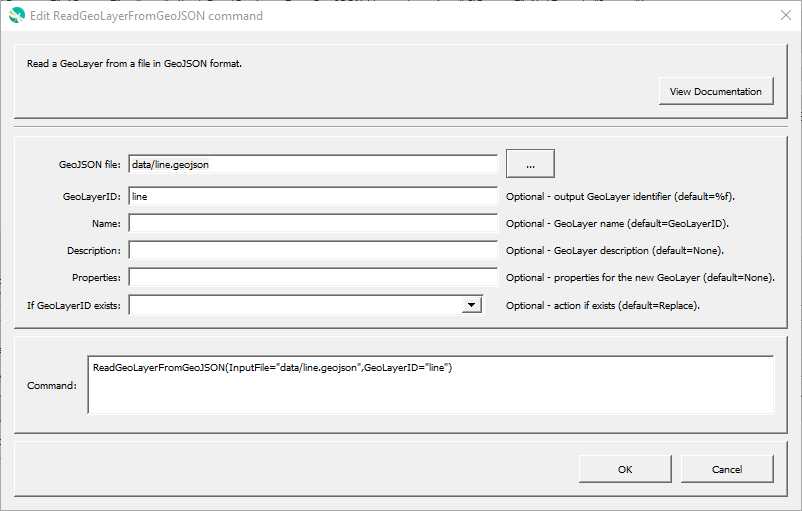 Edit ReadGeoLayerFromGeoJSON command
Read a GeoLayer from a file in GeoJSON format.
View Documentation
GeoJSON file: data/line.geojson ...
GeoLayerID: line Optional - output GeoLayer identifier (default=%f).
Name: Optional - GeoLayer name (default=GeoLayerID).
Description: Optional - GeoLayer description (default=None).
Properties: Optional - properties for the new GeoLayer (default=None).
If GeoLayerID exists: Optional - action if exists (default=Replace).
Command: ReadGeoLayerFromGeoJSON(InputFile="data/line.geojson",GeoLayerID="line")
OK Cancel